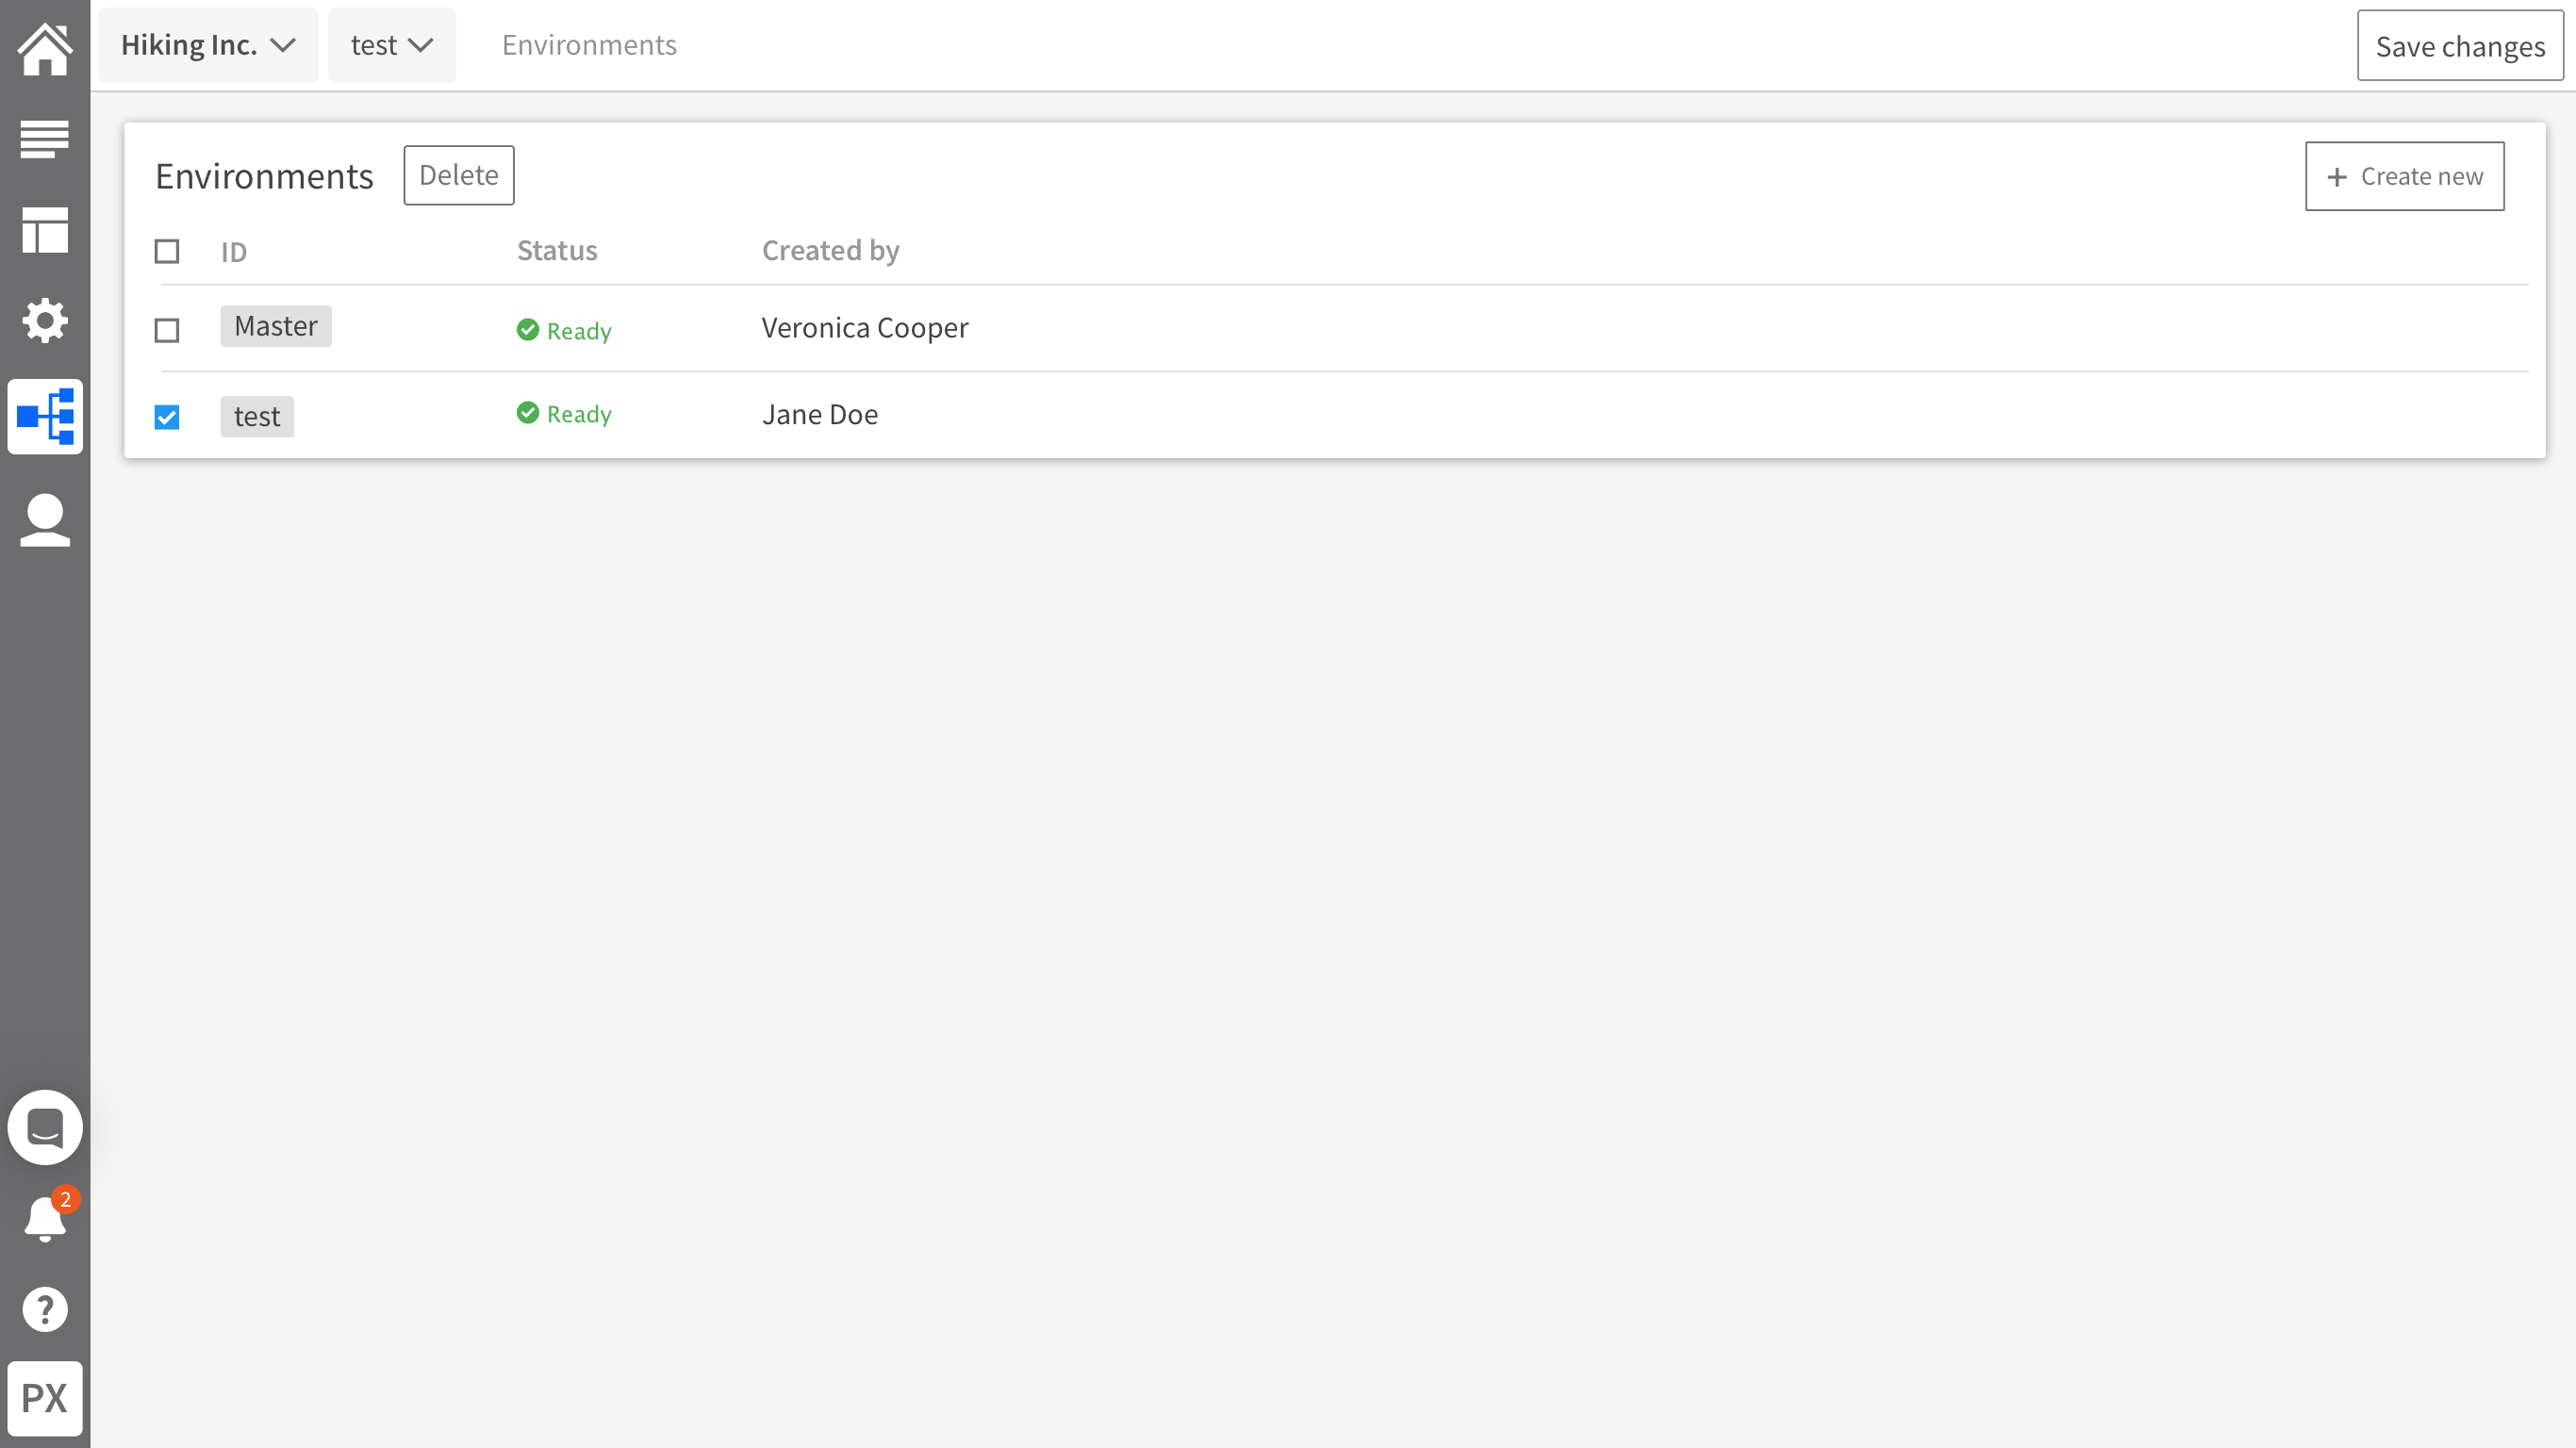 Hiking Inc. test Environments Save changes
Environments Delete + Create new
ID Status Created by
Master Ready Veronica Cooper
test Ready Jane Doe
2
?
PX